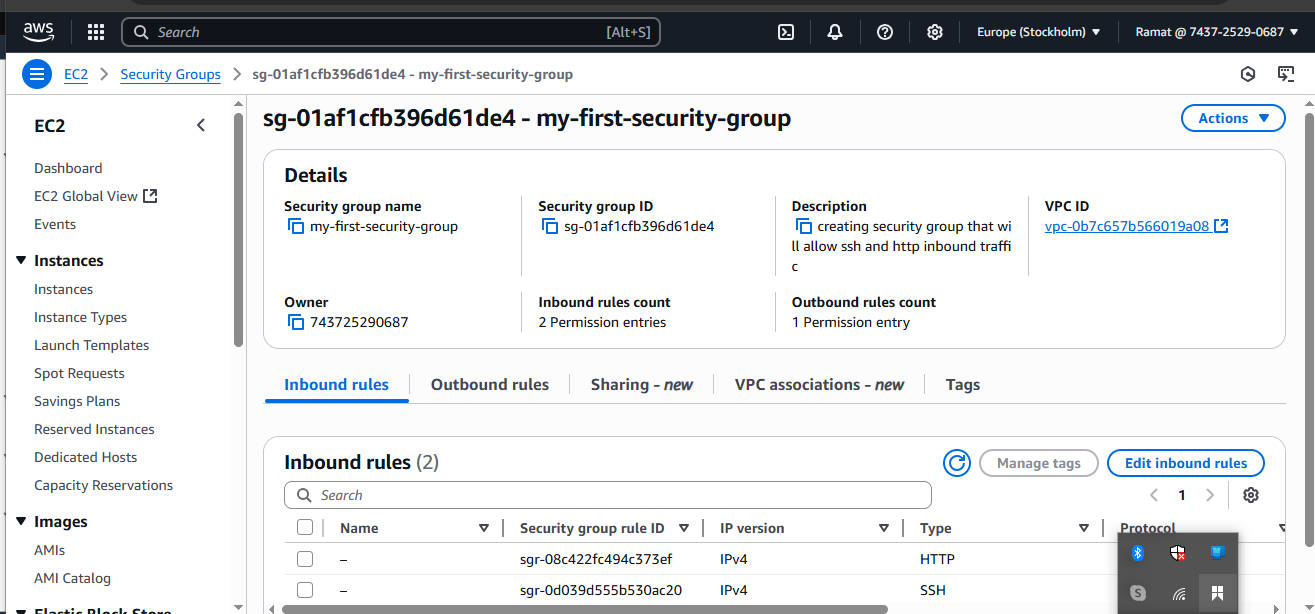 aws
Search [Alt+S] Europe (Stockholm) Ramat @ 7437-2529-0687
EC2 Security Groups sg-01af1cfb396d61de4 - my-first-security-group
EC2
Dashboard
EC2 Global View
Events
Instances
Instances
Instance Types
Launch Templates
Spot Requests
Savings Plans
Reserved Instances
Dedicated Hosts
Capacity Reservations
Images
AMIs
AMI Catalog
Elastic Block Store
sg-01af1cfb396d61de4 - my-first-security-group
Actions
Details
Security group name
my-first-security-group
Security group ID
sg-01af1cfb396d61de4
Description
creating security group that wi
ll allow ssh and http inbound traffi
c
VPC ID
vpc-0b7c657b566019a08
Owner
743725290687
Inbound rules count
2 Permission entries
Outbound rules count
1 Permission entry
Inbound rules Outbound rules Sharing - new VPC associations - new Tags
Inbound rules (2)
Manage tags Edit inbound rules
Search
1
Name Security group rule ID IP version Type Protocol
– sgr-08c422fc494c373ef IPv4 HTTP
– sgr-0d039d555b530ac20 IPv4 SSH